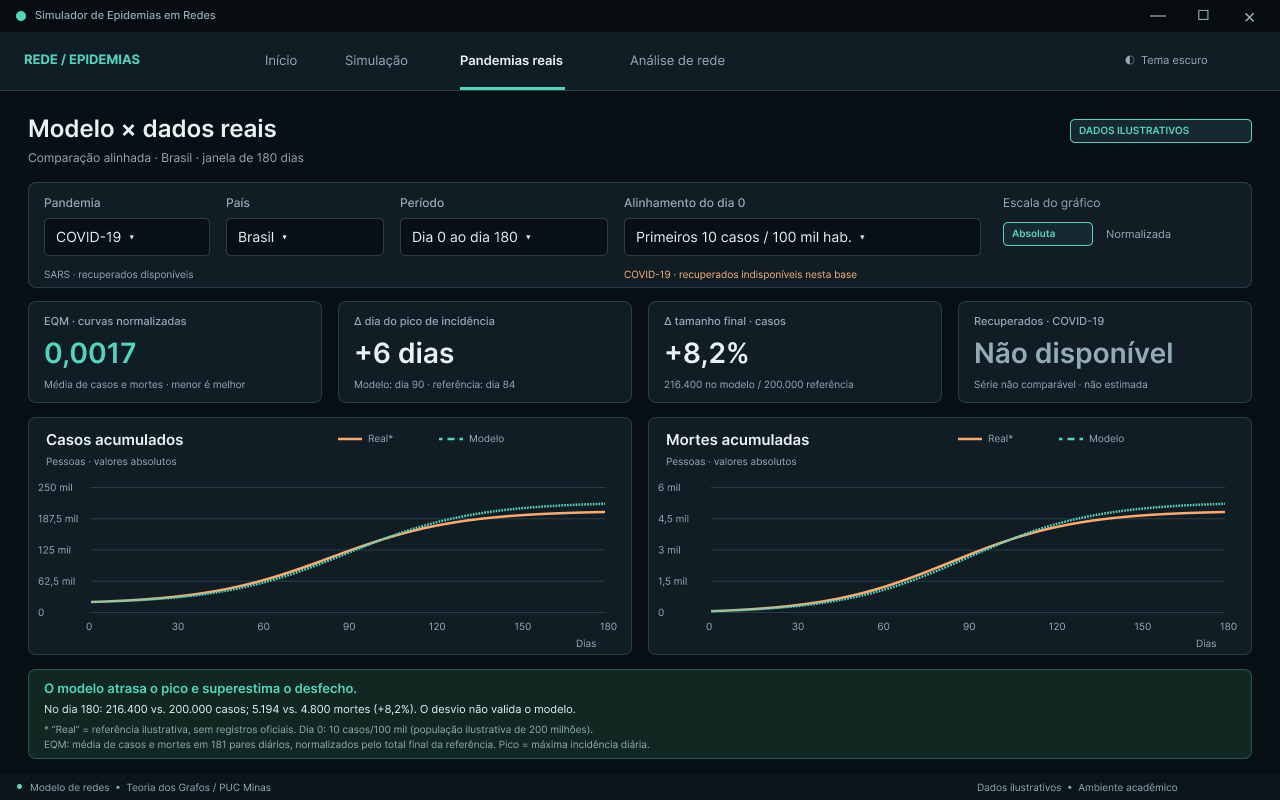 Simulador de Epidemias em Redes
REDE / EPIDEMIAS
Início
Simulação
Pandemias reais
Análise de rede
Tema escuro
Modelo × dados reais
DADOS ILUSTRATIVOS
Comparação alinhada · Brasil · janela de 180 dias
Pandemia
País
Período
Alinhamento do dia 0
Escala do gráfico
COVID-19
Brasil
Dia 0 ao dia 180
Primeiros 10 casos / 100 mil hab.
Absoluta
Normalizada
SARS · recuperados disponíveis
COVID-19 · recuperados indisponíveis nesta base
EQM · curvas normalizadas
0,0017
Média de casos e mortes · menor é melhor
Δ dia do pico de incidência
+6 dias
Modelo: dia 90 · referência: dia 84
Δ tamanho final · casos
+8,2%
216.400 no modelo / 200.000 referência
Recuperados · COVID-19
Não disponível
Série não comparável · não estimada
Casos acumulados
Real*
Modelo
Pessoas · valores absolutos
250 mil
187,5 mil
125 mil
62,5 mil
0
0 30 60 90 120 150 180
Dias
Mortes acumuladas
Real*
Modelo
Pessoas · valores absolutos
6 mil
4,5 mil
3 mil
1,5 mil
0
0 30 60 90 120 150 180
Dias
O modelo atrasa o pico e superestima o desfecho.
No dia 180: 216.400 vs. 200.000 casos; 5.194 vs. 4.800 mortes (+8,2%). O desvio não valida o modelo.
* “Real” = referência ilustrativa, sem registros oficiais. Dia 0: 10 casos/100 mil (população ilustrativa de 200 milhões).
EQM: média de casos e mortes em 181 pares diários, normalizados pelo total final da referência. Pico = máxima incidência diária.
Modelo de redes • Teoria dos Grafos / PUC Minas
Dados ilustrativos • Ambiente acadêmico